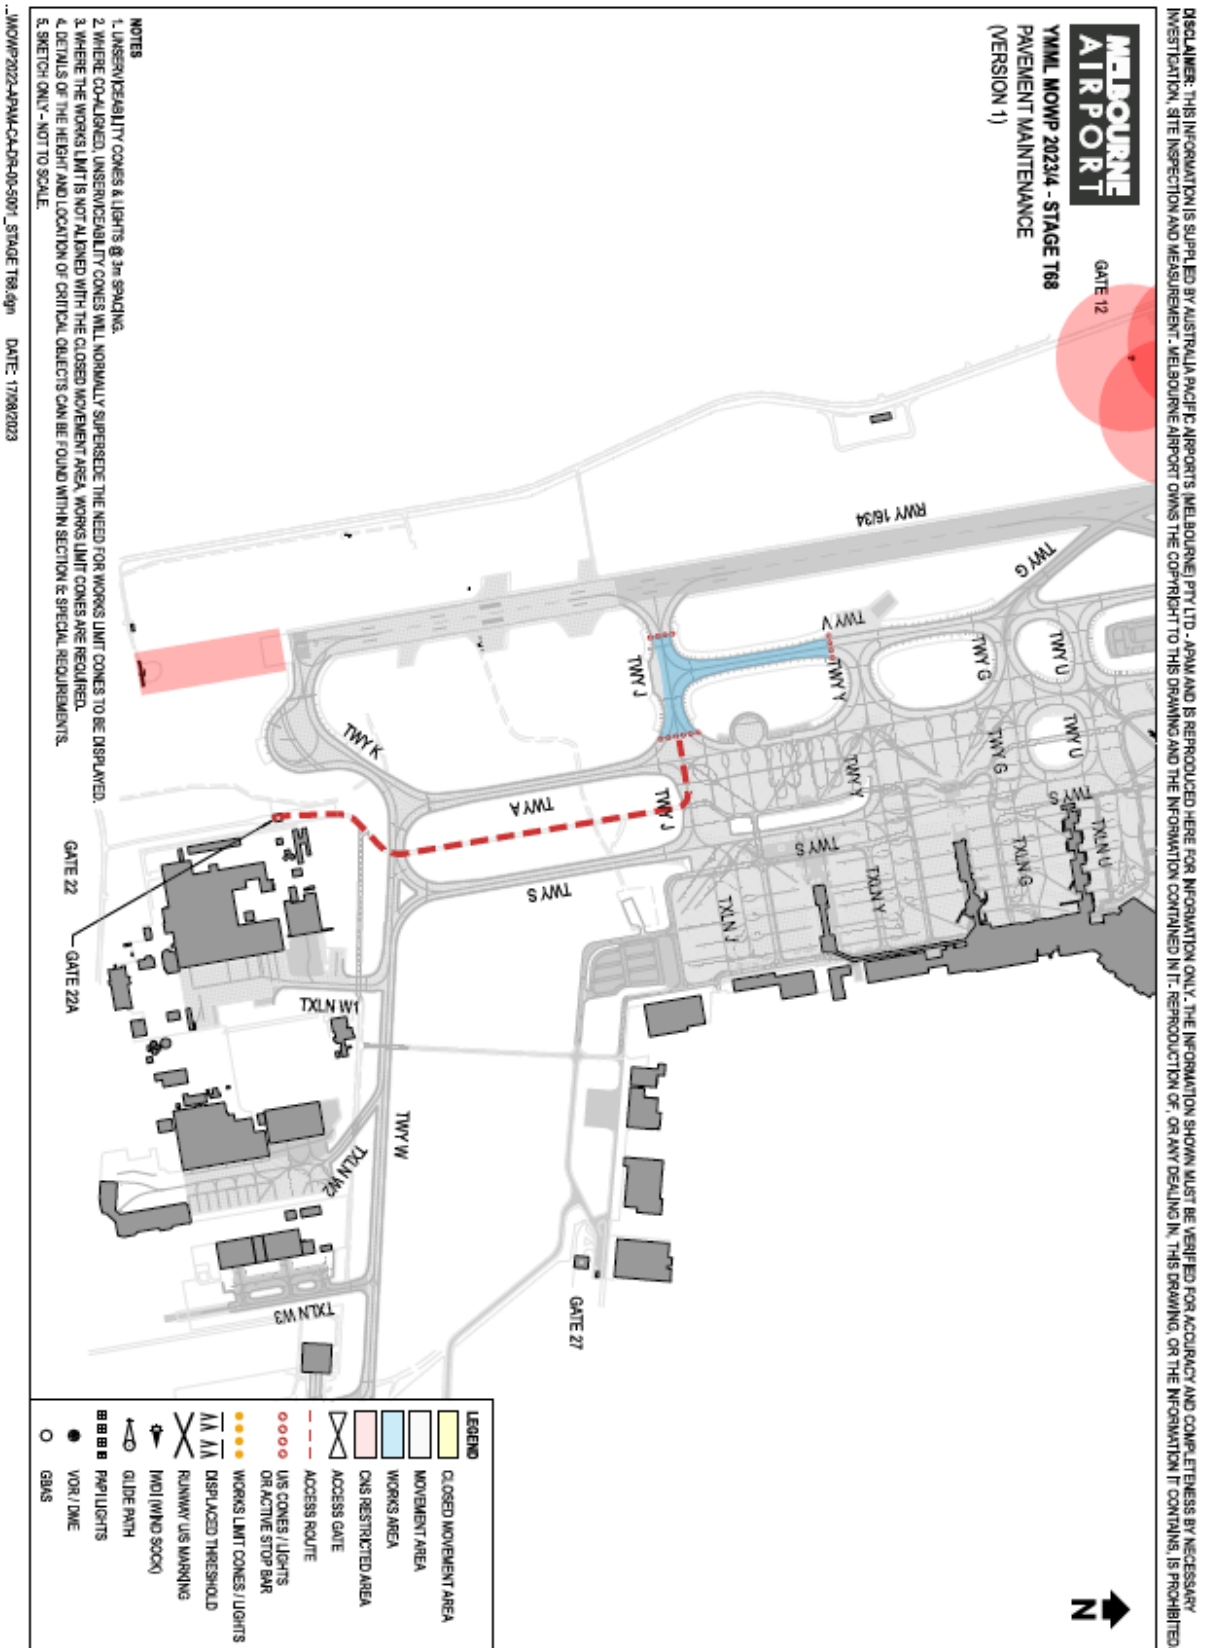 DISCLAIMER: THIS INFORMATION IS SUPPLIED BY AUSTRALIA PACIFIC AIRPORTS (MELBOURNE) PTY LTD - APAM AND IS REPRODUCED HERE FOR INFORMATION ONLY. THE INFORMATION SHOWN MUST BE VERIFIED FOR ACCURACY AND COMPLETENESS BY NECESSARY
INVESTIGATION, SITE INSPECTION AND MEASUREMENT. MELBOURNE AIRPORT OWNS THE COPYRIGHT TO THIS DRAWING AND THE INFORMATION CONTAINED IN IT. REPRODUCTION OF, OR ANY DEALING IN, THIS DRAWING, OR THE INFORMATION IT CONTAINS, IS PROHIBITED
MELBOURNE
AIRPORT
YMML MOWP 2023/4 - STAGE T68
PAVEMENT MAINTENANCE
(VERSION 1)
GATE 12
RWY 16/34
TWY G
TWY V
TWY U
TWY G
TWY Y
TWY J
TWY U
TWY G
TWY Y
TWY K
TWY A
TWY J
TWY S
TWY S
TWY S
TXLN U
TXLN G
TXLN Y
TXLN J
GATE 22
GATE 22A
TXLN W1
TWY W
TXLN W2
TXLN W3
GATE 27
N
NOTES
1. UNSERVICEABILITY CONES & LIGHTS @ 3m SPACING.
2. WHERE CO-ALIGNED, UNSERVICEABILITY CONES WILL NORMALLY SUPERSEDE THE NEED FOR WORKS LIMIT CONES TO BE DISPLAYED.
3. WHERE THE WORKS LIMIT IS NOT ALIGNED WITH THE CLOSED MOVEMENT AREA, WORKS LIMIT CONES ARE REQUIRED.
4. DETAILS OF THE HEIGHT AND LOCATION OF CRITICAL OBJECTS CAN BE FOUND WITHIN SECTION 5: SPECIAL REQUIREMENTS.
5. SKETCH ONLY - NOT TO SCALE.
LEGEND
CLOSED MOVEMENT AREA
MOVEMENT AREA
WORKS AREA
CNS RESTRICTED AREA
ACCESS GATE
ACCESS ROUTE
U/S CONES / LIGHTS
OR ACTIVE STOP BAR
WORKS LIMIT CONES / LIGHTS
DISPLACED THRESHOLD
RUNWAY U/S MARKING
IWDI (WIND SOCK)
GLIDE PATH
PAPI LIGHTS
VOR / DME
GBAS
...\MOWP2022-APAM-CA-DR-00-5001_STAGE T68.dgn DATE: 17/08/2023